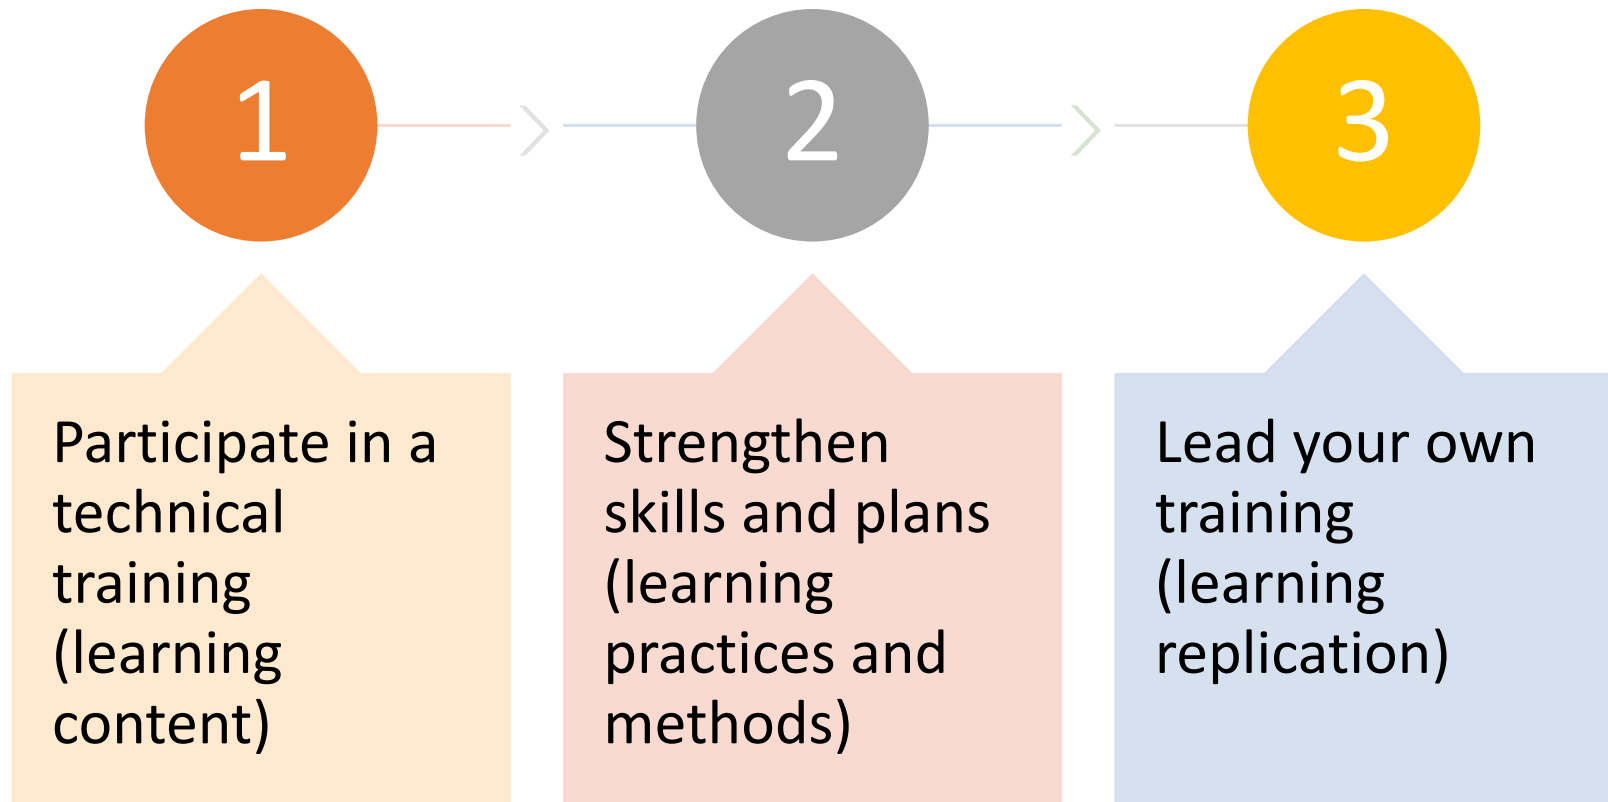 1
2
3
Participate in a
technical
training
(learning
content)
Strengthen
skills and plans
(learning
practices and
methods)
Lead your own
training
(learning
replication)